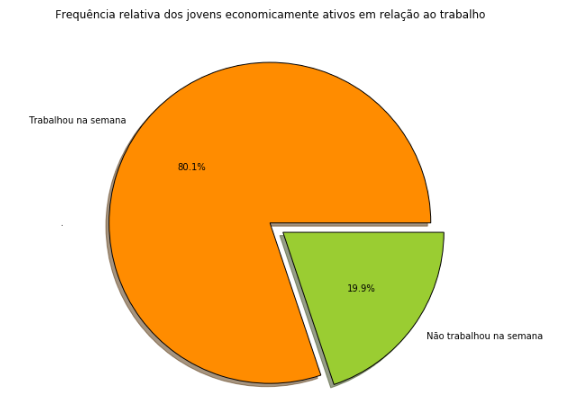 Frequência relativa dos jovens economicamente ativos em relação ao trabalho
Trabalhou na semana
80.1%
19.9%
Não trabalhou na semana